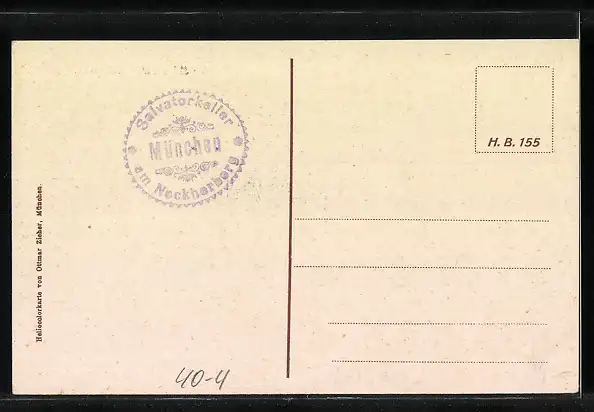 Salvatorkeller
München
am Nockherberg
H. B. 155
Heliocolorkarte von Ottmar Zieher, München.
40-4